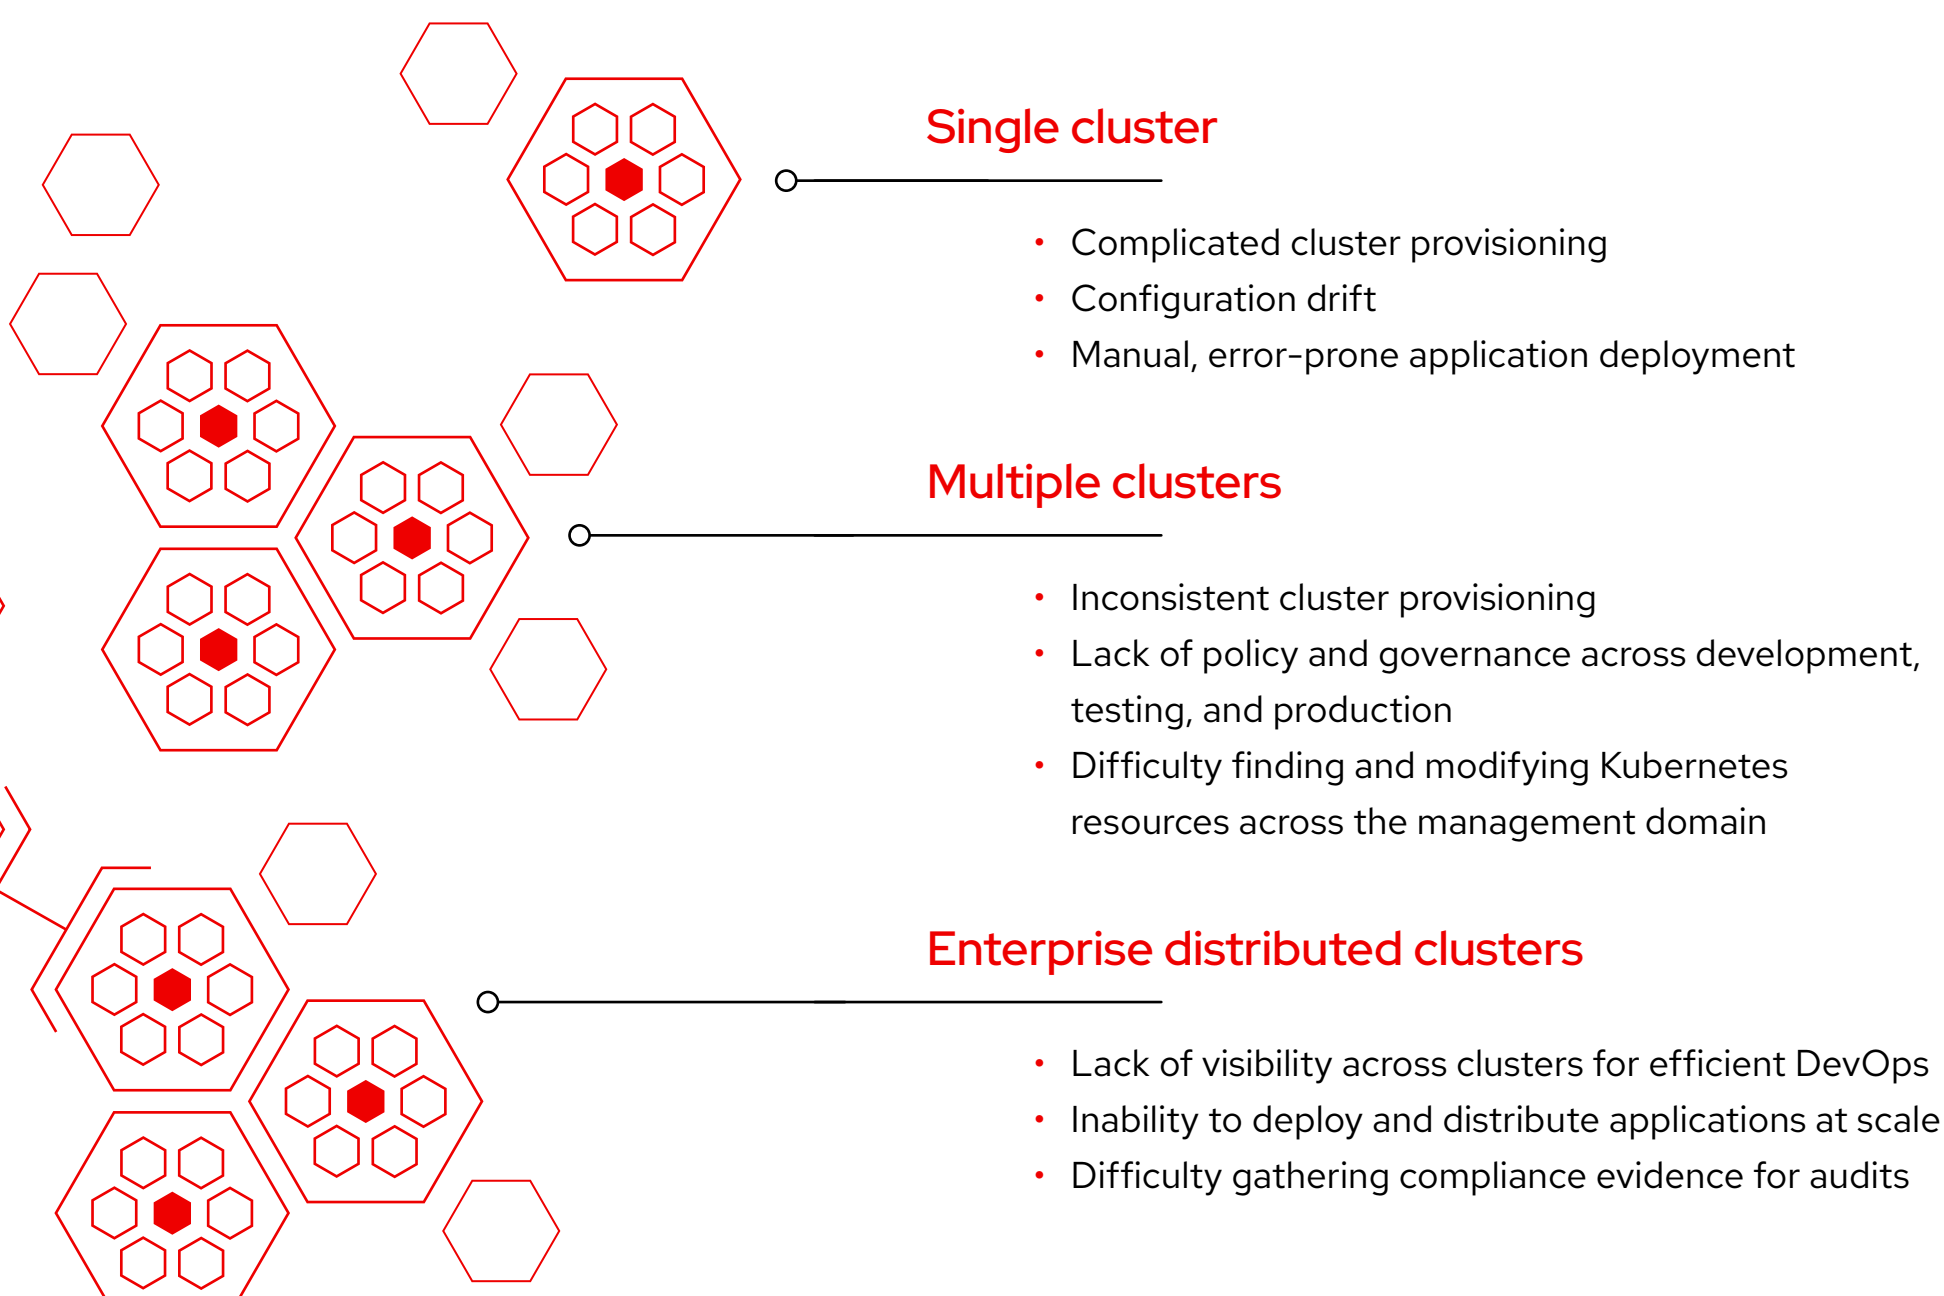 Single cluster
• Complicated cluster provisioning
• Configuration drift
• Manual, error-prone application deployment
Multiple clusters
• Inconsistent cluster provisioning
• Lack of policy and governance across development,
testing, and production
• Difficulty finding and modifying Kubernetes
resources across the management domain
Enterprise distributed clusters
• Lack of visibility across clusters for efficient DevOps
• Inability to deploy and distribute applications at scale
• Difficulty gathering compliance evidence for audits